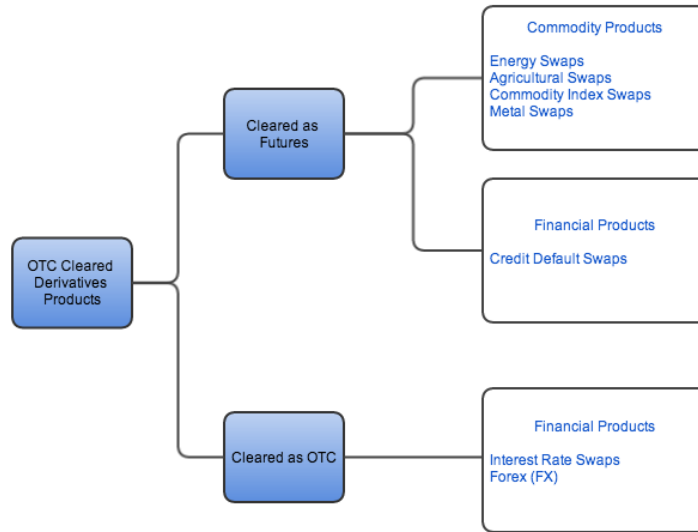 Commodity Products
Energy Swaps
Agricultural Swaps
Commodity Index Swaps
Metal Swaps
Cleared as
Futures
Financial Products
Credit Default Swaps
OTC Cleared
Derivatives
Products
Financial Products
Cleared as OTC
Interest Rate Swaps
Forex (FX)